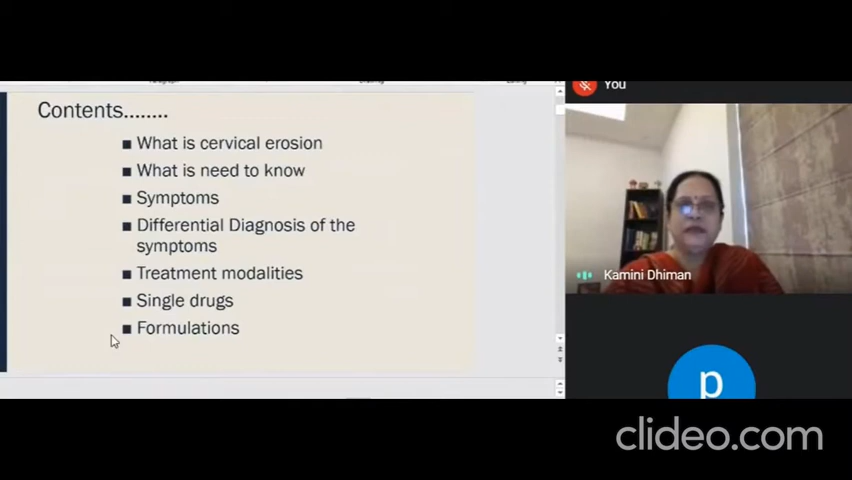 You
Contents........
■ What is cervical erosion
■ What is need to know
■ Symptoms
■ Differential Diagnosis of the
symptoms
■ Treatment modalities
■ Single drugs
■ Formulations
Kamini Dhiman
p
clideo.com